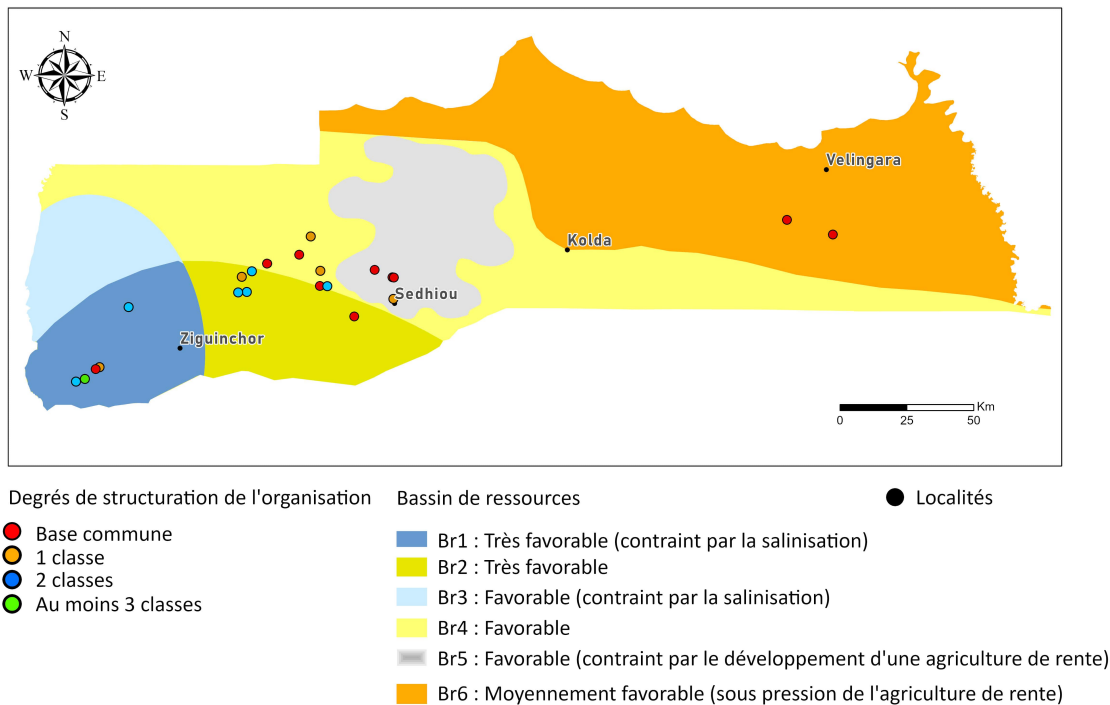 N
W E
S
Velingara
Kolda
Sedhiou
Ziguinchor
Km
0 25 50
Degrés de structuration de l'organisation
Base commune
1 classe
2 classes
Au moins 3 classes
Bassin de ressources
Br1 : Très favorable (contraint par la salinisation)
Br2 : Très favorable
Br3 : Favorable (contraint par la salinisation)
Br4 : Favorable
Br5 : Favorable (contraint par le développement d'une agriculture de rente)
Br6 : Moyennement favorable (sous pression de l'agriculture de rente)
Localités